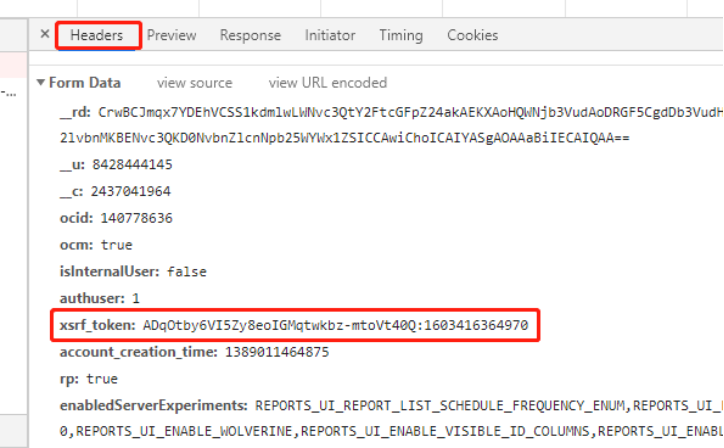 × Headers Preview Response Initiator Timing Cookies
▼ Form Data view source view URL encoded
__rd: CrwBCJmqx7YDEhVCSS1kdmlwLWNvc3QtY2FtcGFpZ24akAEKXAoHQWNjb3VudAoDRGF5CgdDb3VudH
2lvbnMKBENvc3QKD0NvbnZlcnNpb25WYWx1ZSICCAwiChoICAIYASgAOAAaBiIECAIQAA==
__u: 8428444145
__c: 2437041964
ocid: 140778636
ocm: true
isInternalUser: false
authuser: 1
xsrf_token: ADqOtby6VI5Zy8eoIGMqtwkbz-mtoVt40Q:1603416364970
account_creation_time: 1389011464875
rp: true
enabledServerExperiments: REPORTS_UI_REPORT_LIST_SCHEDULE_FREQUENCY_ENUM,REPORTS_UI_
0,REPORTS_UI_ENABLE_WOLVERINE,REPORTS_UI_ENABLE_VISIBLE_ID_COLUMNS,REPORTS_UI_ENABL